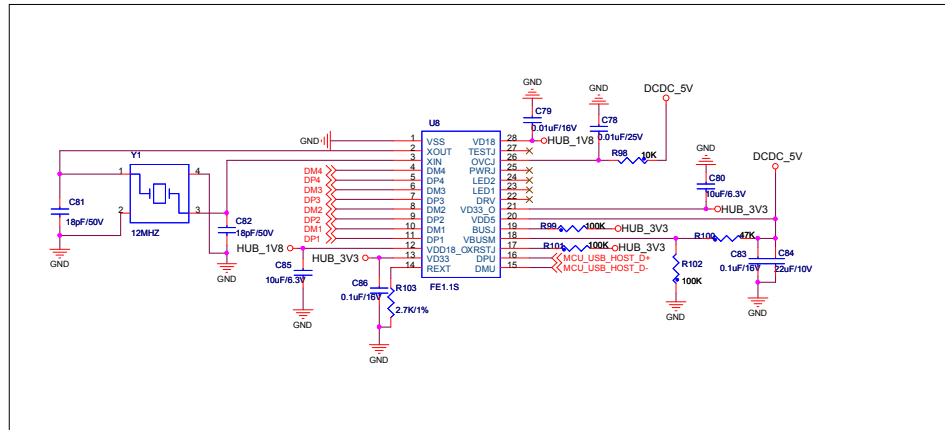 GND
GND
DCDC_5V
C79
0.01uF/16V
C78
0.01uF/25V
U8
GND
1 VSS VD18 28 HUB_1V8
2 XOUT TESTJ 27
3 XIN OVCJ 26
R98 10K
4 DM4 PWRJ 25
5 DP4 LED2 24
6 DM3 LED1 23
7 DP3 DRV 22
8 DM2 VD33_O 21 HUB_3V3
9 DP2 VDD5 20
10 DM1 BUSJ 19 R99 100K HUB_3V3
11 DP1 VBUSM 18 R100 47K
12 VDD18_OXRSTJ 17 R101 100K HUB_3V3
13 VD33 DPU 16 MCU_USB_HOST_D+
14 REXT DMU 15 MCU_USB_HOST_D-
FE1.1S
DM4
DP4
DM3
DP3
DM2
DP2
DM1
DP1
Y1
1 4
2 3
12MHZ
C81
18pF/50V
GND
C82
18pF/50V
GND
HUB_1V8
C85
10uF/6.3V
GND
HUB_3V3
C86
0.1uF/16V
R103
2.7K/1%
GND
GND
C80
10uF/6.3V
DCDC_5V
R102
100K
GND
C83
0.1uF/16V
C84
22uF/10V
GND